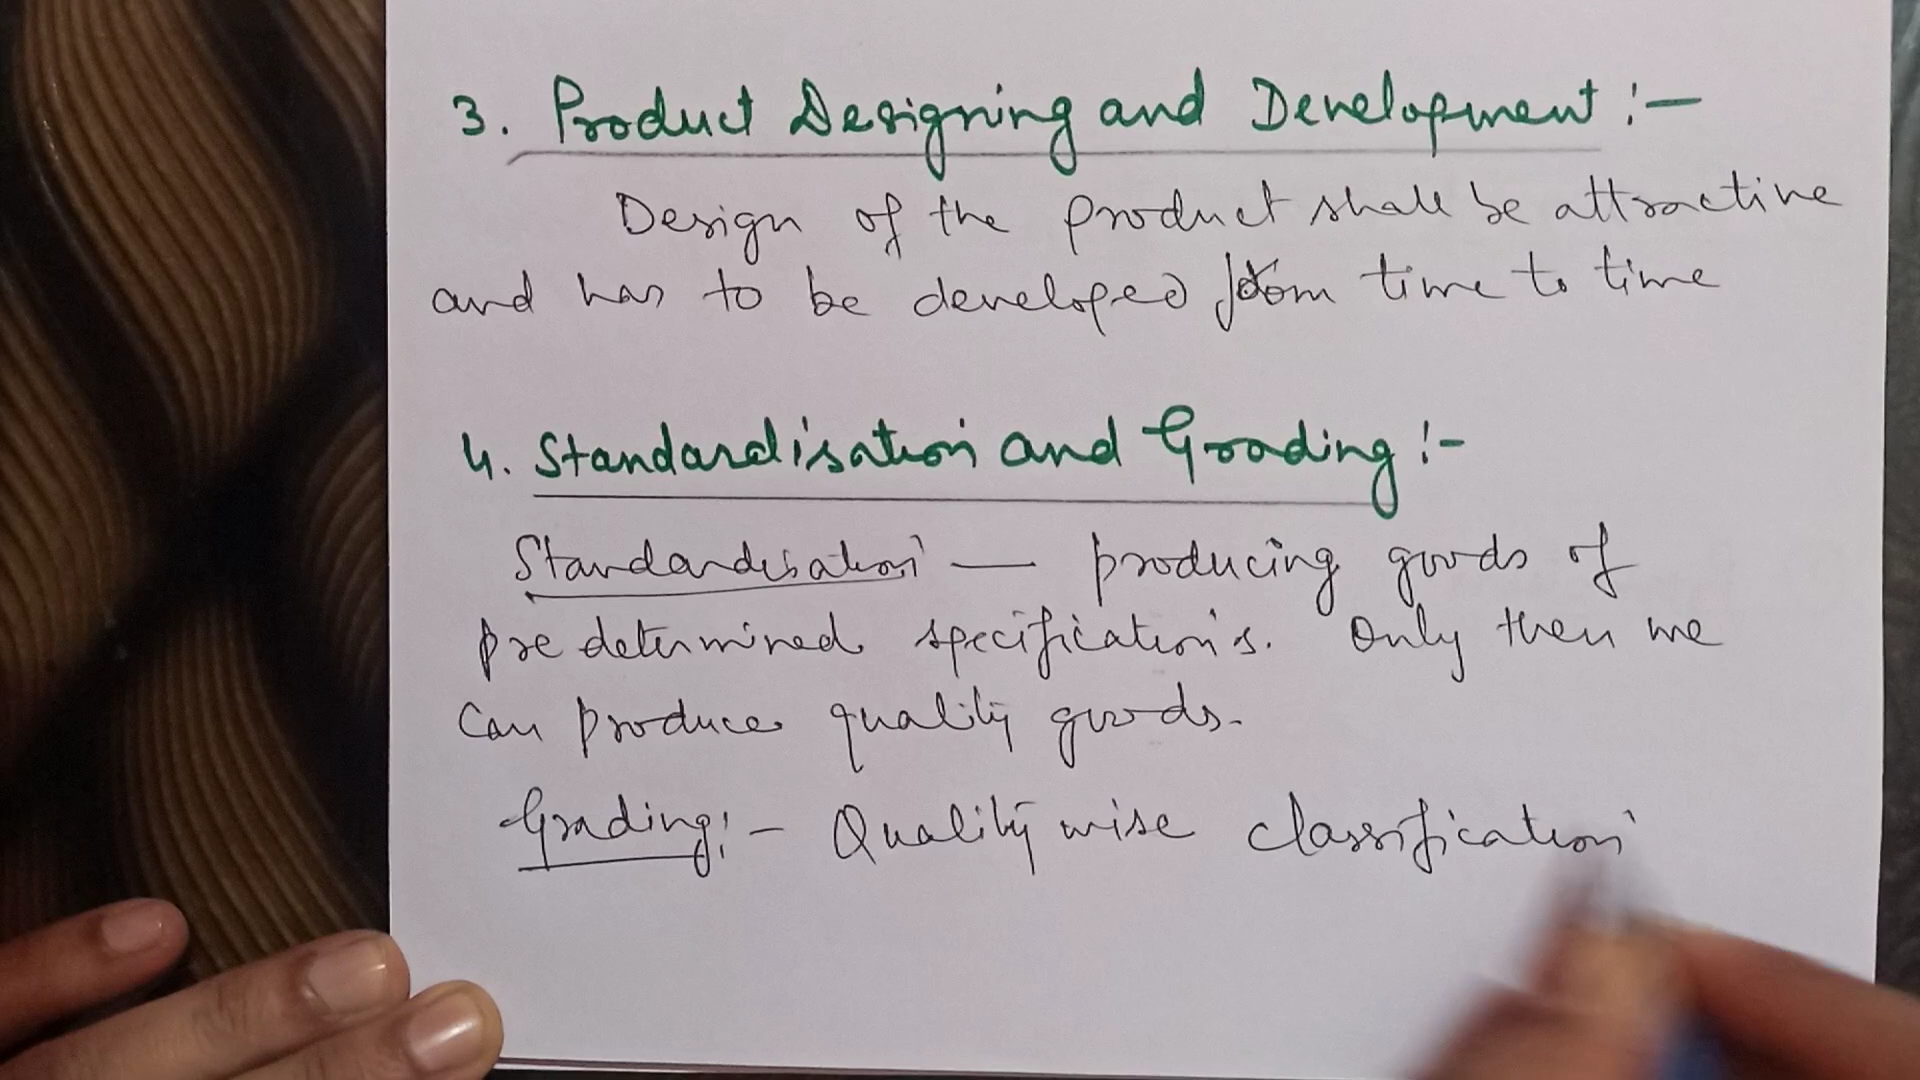 3. Product Designing and Development :-
Design of the product shall be attractive
and has to be developed from time to time
4. Standardisation and Grading :-
Standardisation — producing goods of
pre determined specifications. Only then we
can produce quality goods.
Grading :- Quality wise classification